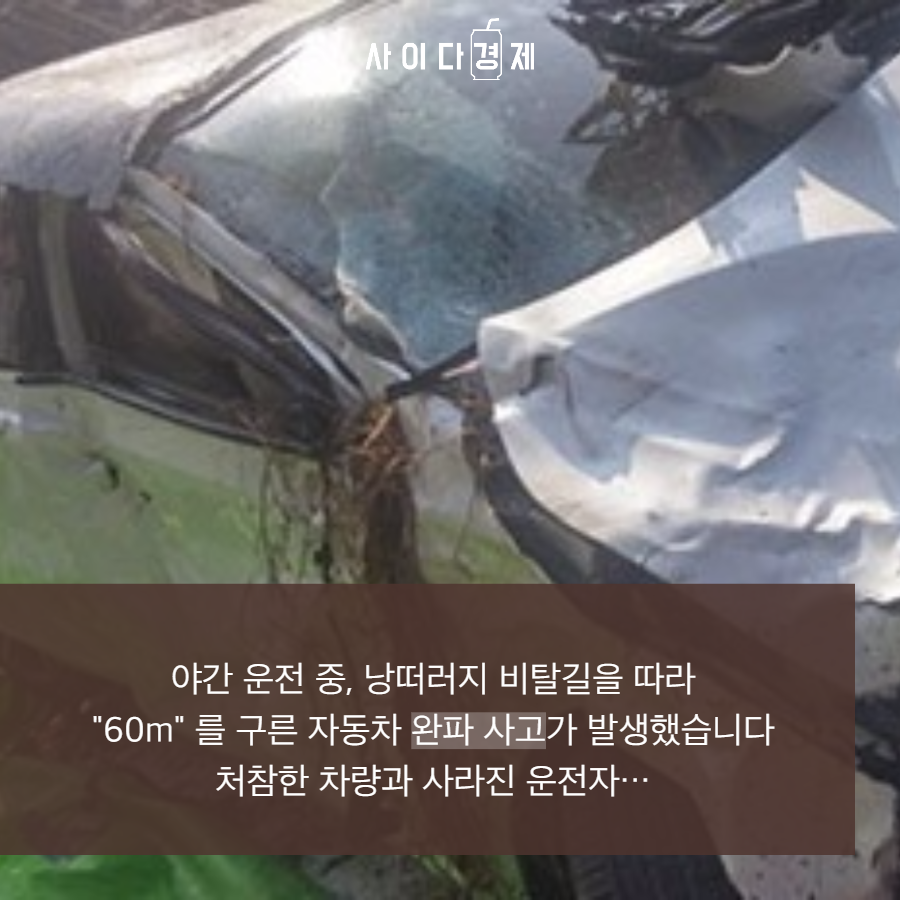 사이다경제
야간 운전 중, 낭떠러지 비탈길을 따라
"60m" 를 구른 자동차 완파 사고가 발생했습니다
처참한 차량과 사라진 운전자…